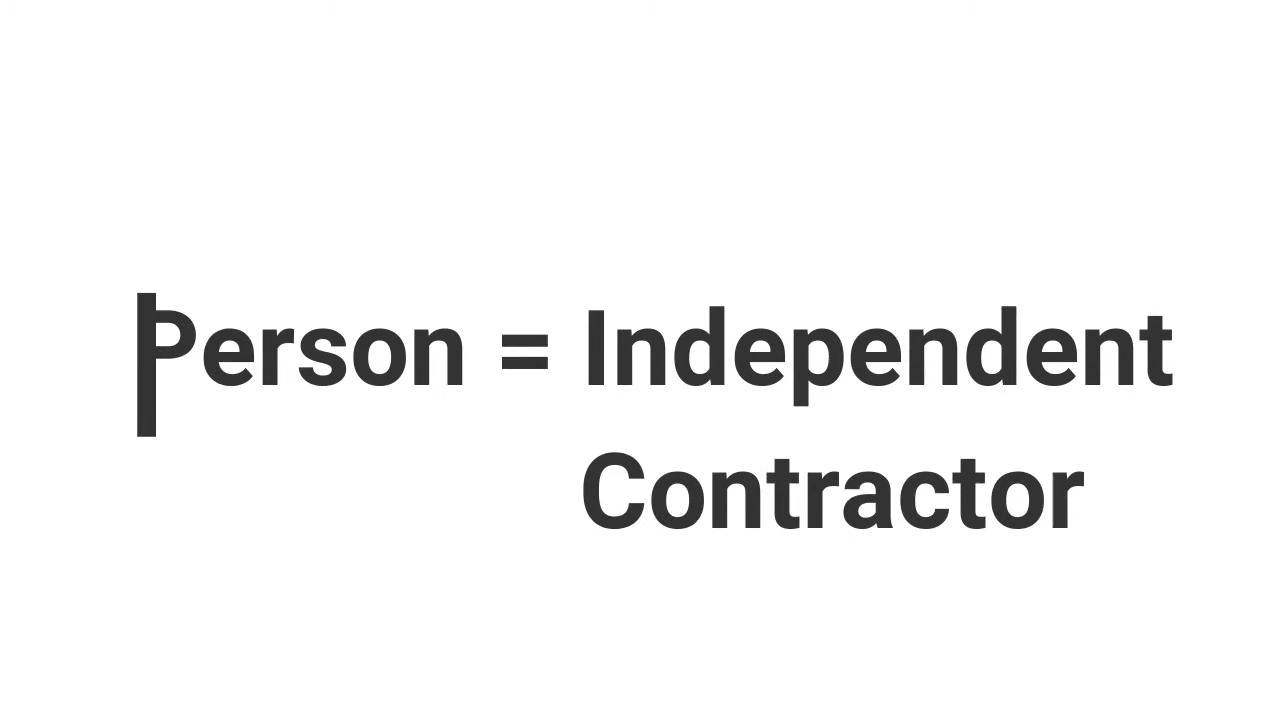 Person = Independent
Contractor